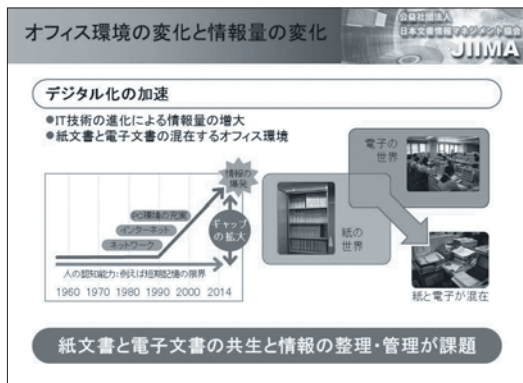 オフィス環境の変化と情報量の変化
公益社団法人
日本文書情報マネジメント協会
JIIMA
デジタル化の加速
●IT技術の進化による情報量の増大
●紙文書と電子文書の混在するオフィス環境
情報の
爆発
PC環境の充実
インターネット
ネットワーク
ギャップ
の拡大
人の認知能力:例えば短期記憶の限界
1960 1970 1980 1990 2000 2014
電子の
世界
紙の
世界
紙と電子が混在
紙文書と電子文書の共生と情報の整理・管理が課題